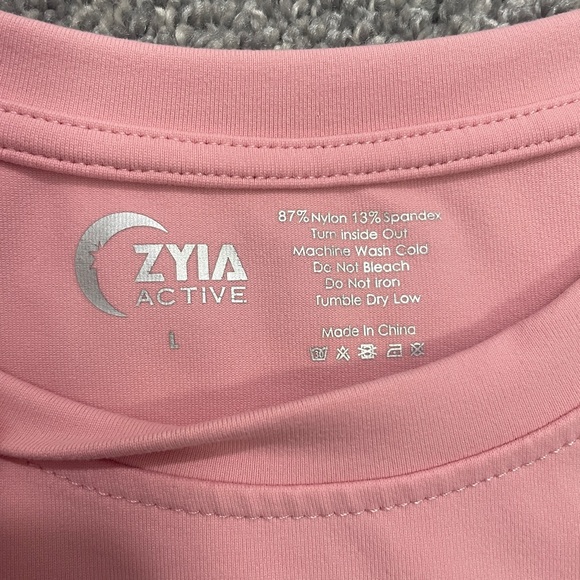 ZYIA
ACTIVE
L
87% Nylon 13% Spandex
Turn inside Out
Machine Wash Cold
Do Not Bleach
Do Not Iron
Tumble Dry Low
Made In China